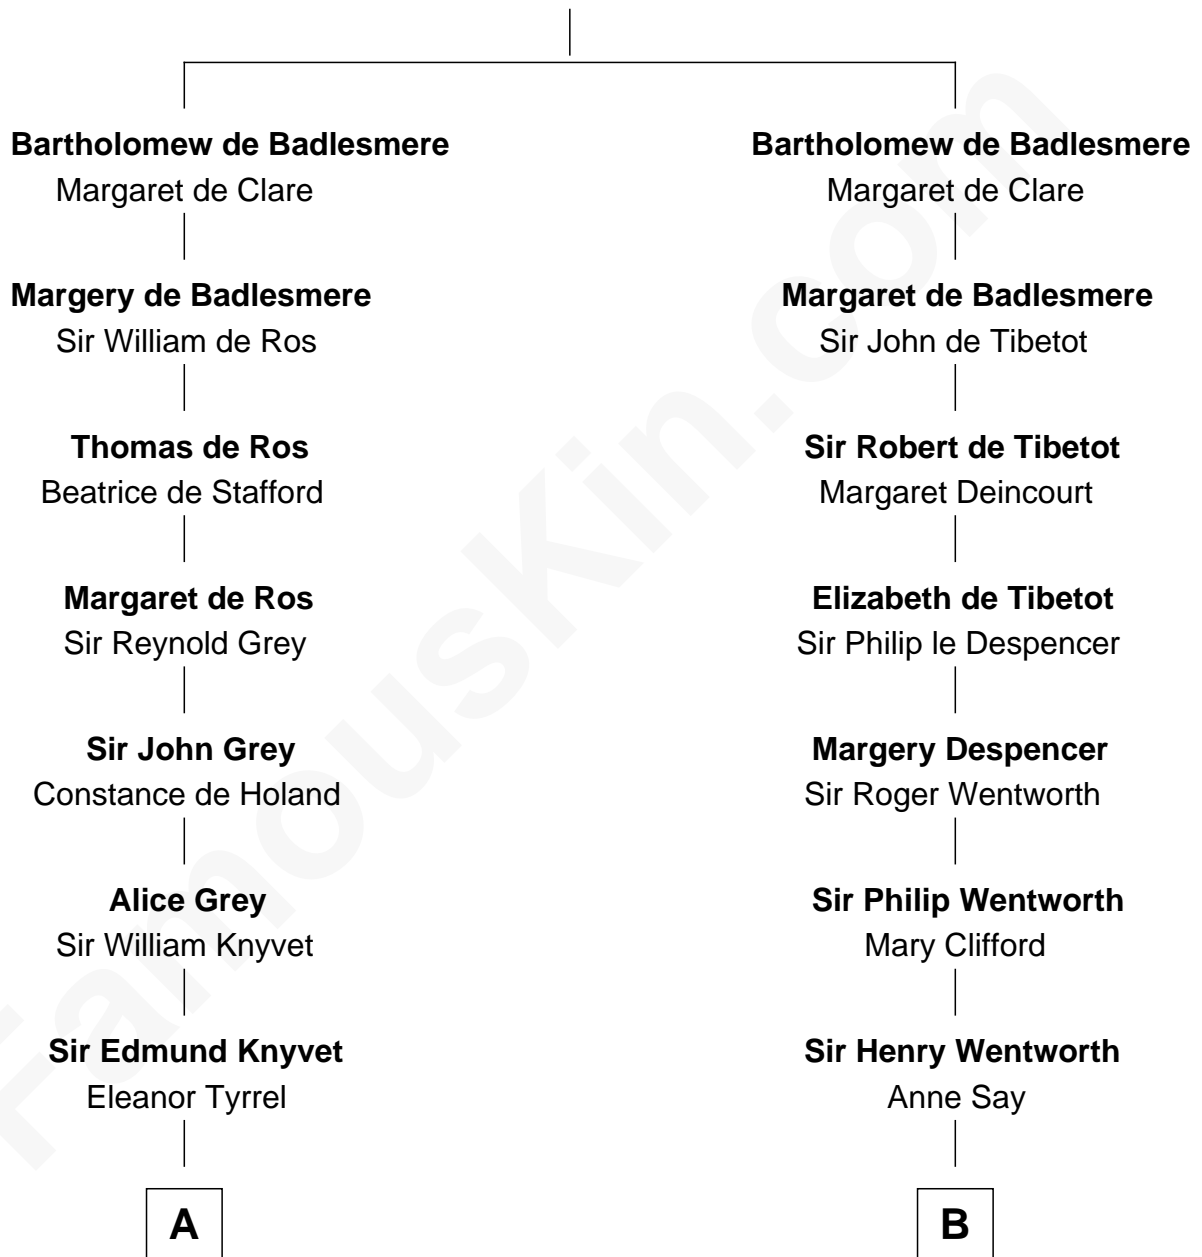 Bartholomew de Badlesmere
Margaret de Clare
Margery de Badlesmere
Sir William de Ros
Thomas de Ros
Beatrice de Stafford
Margaret de Ros
Sir Reynold Grey
Sir John Grey
Constance de Holand
Alice Grey
Sir William Knyvet
Sir Edmund Knyvet
Eleanor Tyrrel
A
Bartholomew de Badlesmere
Margaret de Clare
Margaret de Badlesmere
Sir John de Tibetot
Sir Robert de Tibetot
Margaret Deincourt
Elizabeth de Tibetot
Sir Philip le Despencer
Margery Despencer
Sir Roger Wentworth
Sir Philip Wentworth
Mary Clifford
Sir Henry Wentworth
Anne Say
B
FamousKin.com